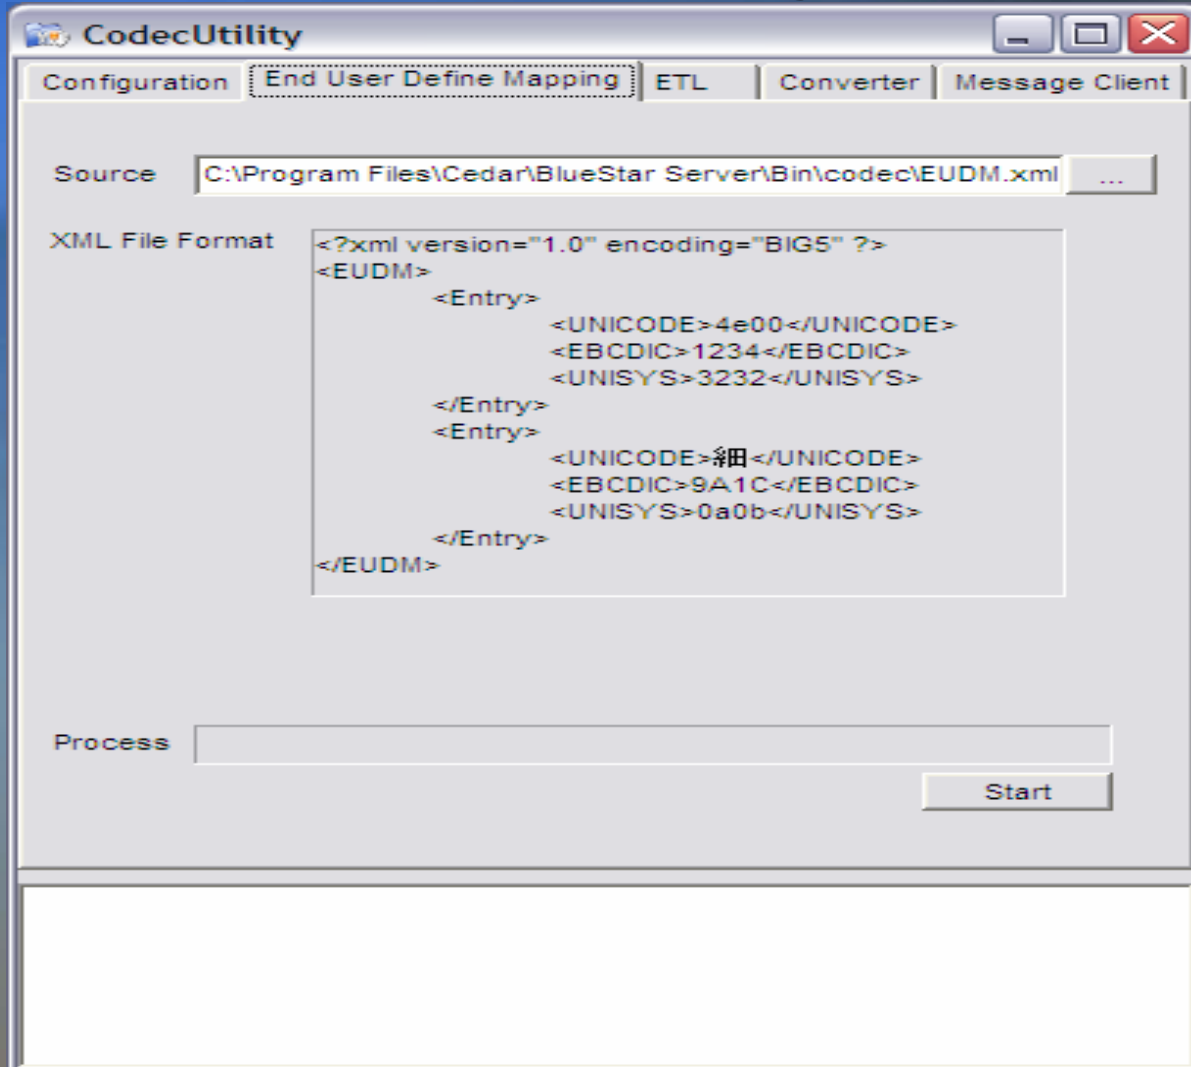 CodecUtility
Configuration End User Define Mapping ETL Converter Message Client
Source C:\Program Files\Cedar\BlueStar Server\Bin\codec\EUDM.xml ...
XML File Format
<?xml version="1.0" encoding="BIG5" ?>
<EUDM>
<Entry>
<UNICODE>4e00</UNICODE>
<EBCDIC>1234</EBCDIC>
<UNISYS>3232</UNISYS>
</Entry>
<Entry>
<UNICODE>細</UNICODE>
<EBCDIC>9A1C</EBCDIC>
<UNISYS>0a0b</UNISYS>
</Entry>
</EUDM>
Process
Start